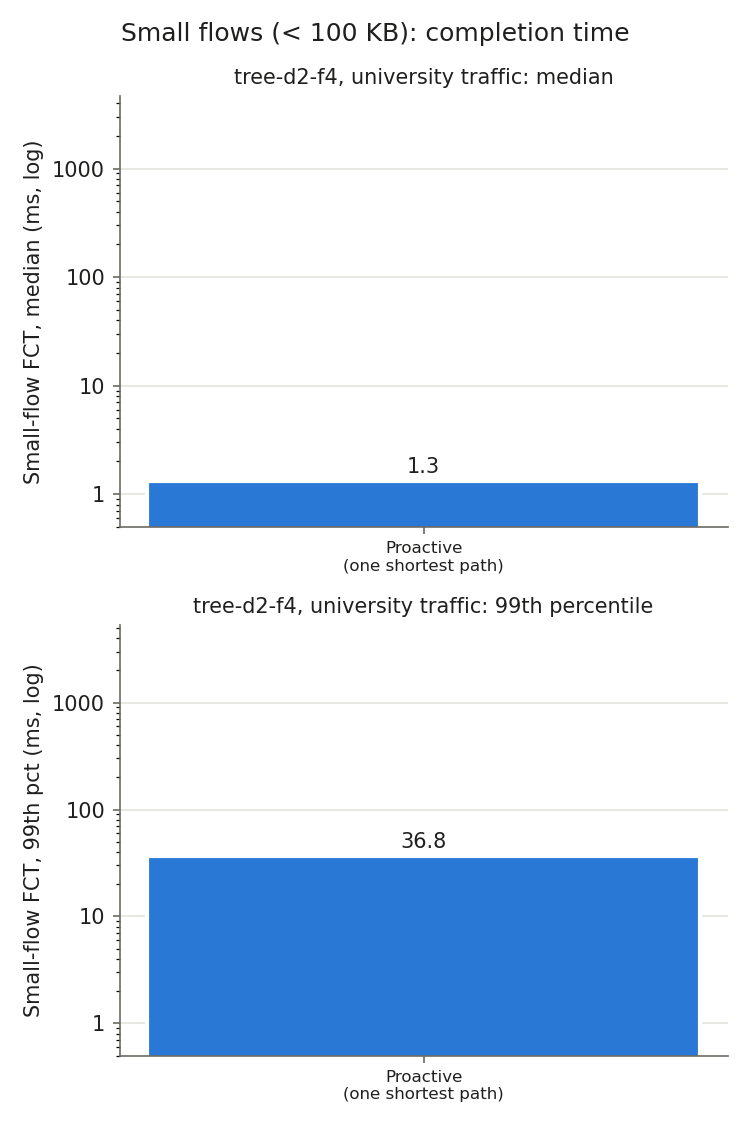 Small flows (< 100 KB): completion time
tree-d2-f4, university traffic: median
Small-flow FCT, median (ms, log)
1000
100
10
1
1.3
Proactive
(one shortest path)
tree-d2-f4, university traffic: 99th percentile
Small-flow FCT, 99th pct (ms, log)
1000
100
10
1
36.8
Proactive
(one shortest path)